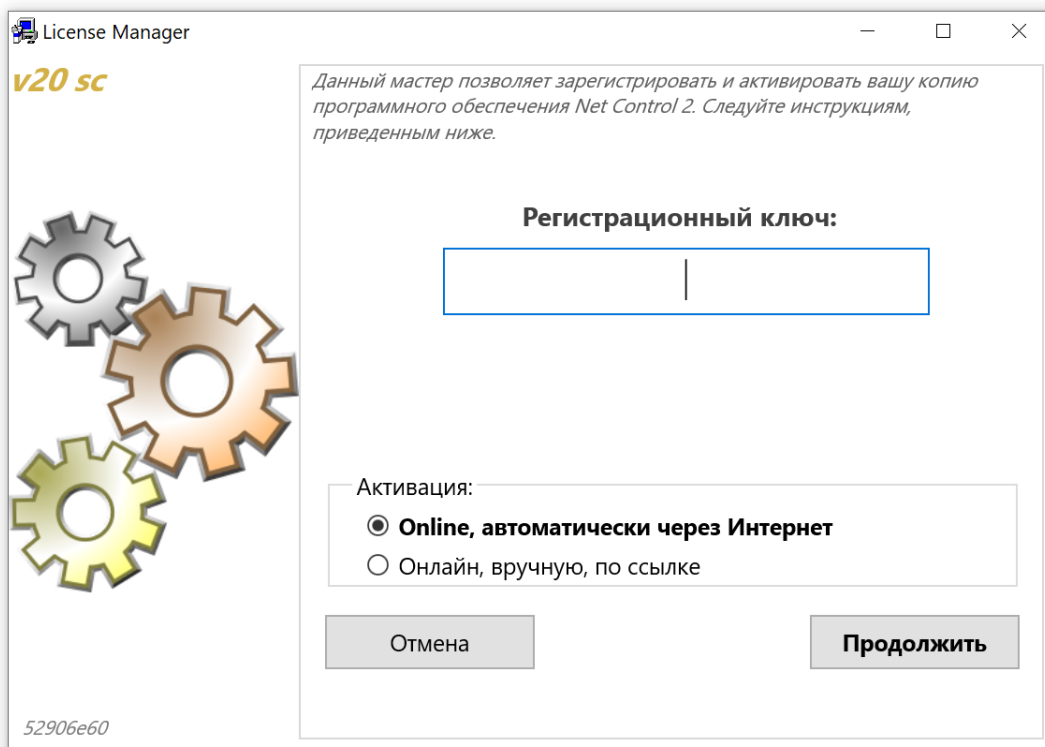 License Manager
v20 sc
Данный мастер позволяет зарегистрировать и активировать вашу копию
программного обеспечения Net Control 2. Следуйте инструкциям,
приведенным ниже.
Регистрационный ключ:
Активация:
Online, автоматически через Интернет
Онлайн, вручную, по ссылке
Отмена
Продолжить
52906e60